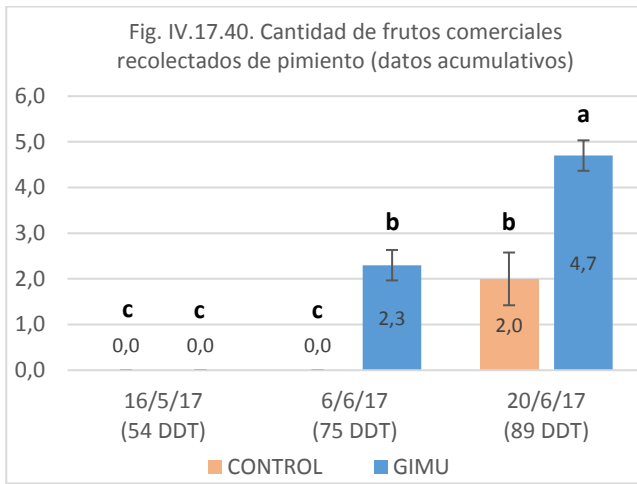 Fig. IV.17.40. Cantidad de frutos comerciales
recolectados de pimiento (datos acumulativos)
6,0
5,0
4,0
3,0
2,0
1,0
0,0
c
0,0
c
0,0
c
0,0
b
2,3
b
2,0
a
4,7
16/5/17
(54 DDT)
6/6/17
(75 DDT)
20/6/17
(89 DDT)
CONTROL
GIMU